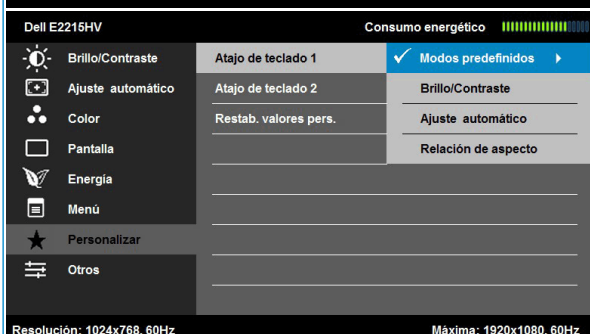 Dell E2215HV Consumo energético
Brillo/Contraste Atajo de teclado 1 Modos predefinidos
Ajuste automático Atajo de teclado 2 Brillo/Contraste
Color Restab. valores pers. Ajuste automático
Pantalla Relación de aspecto
Energía
Menú
Personalizar
Otros
Resolución: 1024x768, 60Hz Máxima: 1920x1080, 60Hz